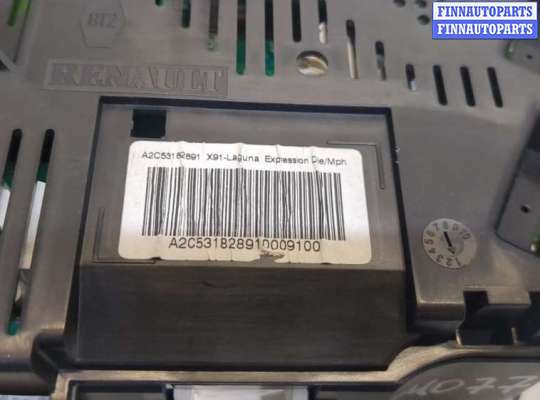 FINNAUTOPARTS
FINNAUTOPARTS
RENAULT
A2C53182891 X91-Laguna Expression Die/Mph
A2C531828910009100